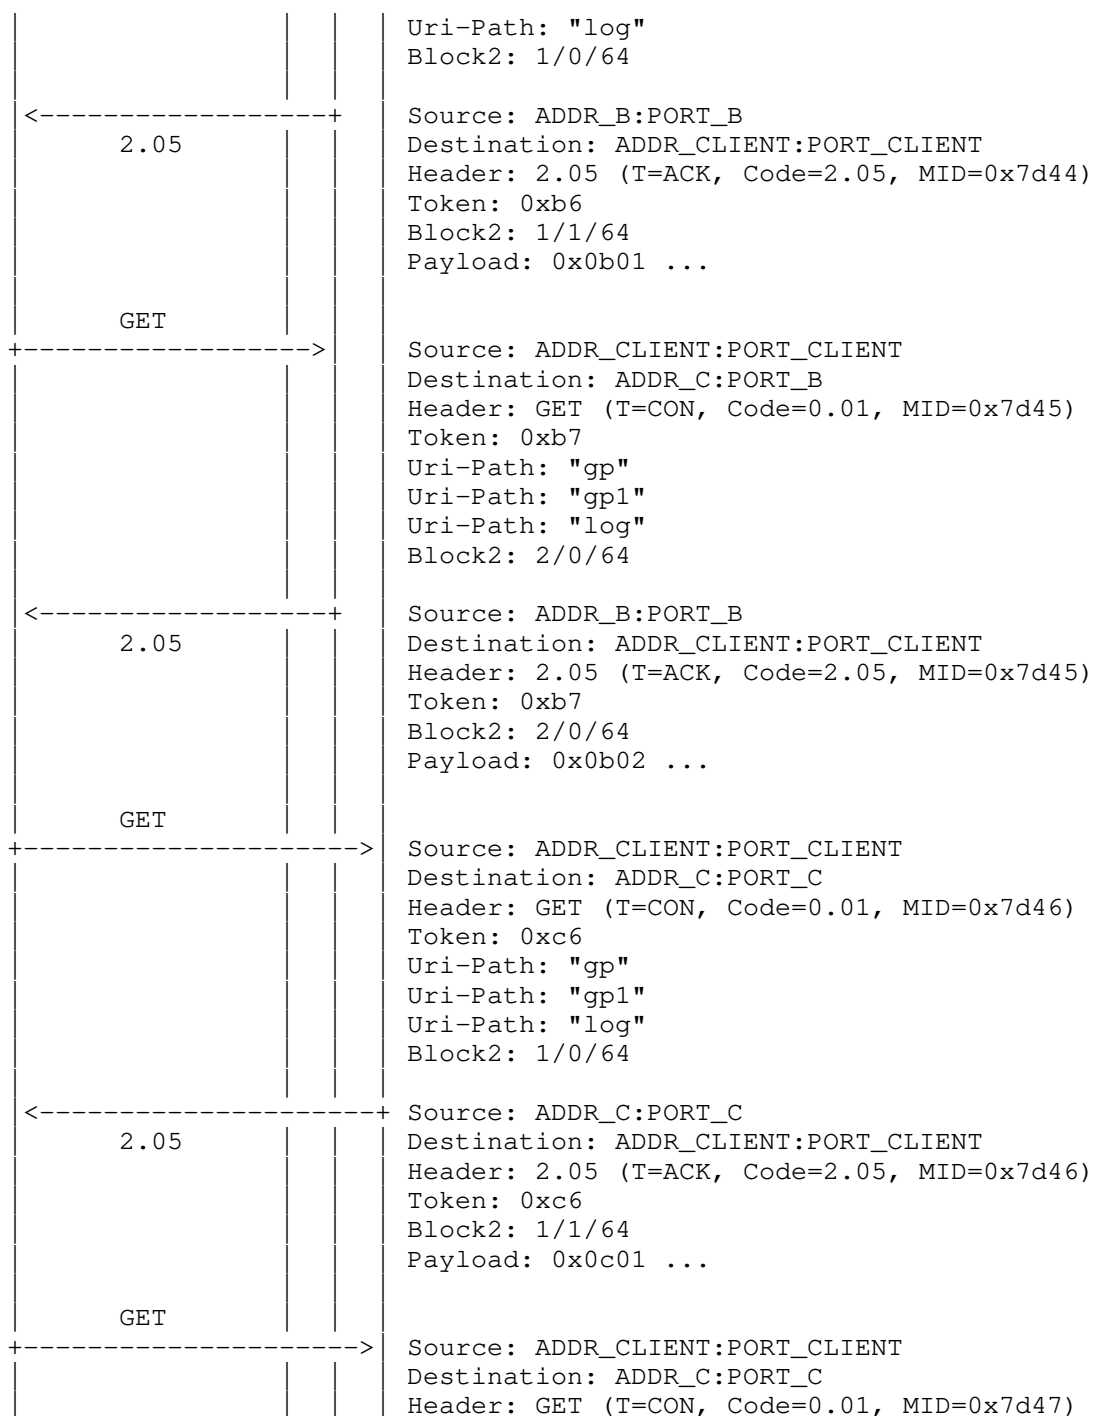 |                |  |  | Uri-Path: "log"
|                |  |  | Block2: 1/0/64
|                |  |  |
|<------------------+  | Source: ADDR_B:PORT_B
|      2.05      |  |  | Destination: ADDR_CLIENT:PORT_CLIENT
|                |  |  | Header: 2.05 (T=ACK, Code=2.05, MID=0x7d44)
|                |  |  | Token: 0xb6
|                |  |  | Block2: 1/1/64
|                |  |  | Payload: 0x0b01 ...
|                |  |  |
|      GET       |  |  |
+------------------>|  | Source: ADDR_CLIENT:PORT_CLIENT
|                |  |  | Destination: ADDR_C:PORT_B
|                |  |  | Header: GET (T=CON, Code=0.01, MID=0x7d45)
|                |  |  | Token: 0xb7
|                |  |  | Uri-Path: "gp"
|                |  |  | Uri-Path: "gp1"
|                |  |  | Uri-Path: "log"
|                |  |  | Block2: 2/0/64
|                |  |  |
|<------------------+  | Source: ADDR_B:PORT_B
|      2.05      |  |  | Destination: ADDR_CLIENT:PORT_CLIENT
|                |  |  | Header: 2.05 (T=ACK, Code=2.05, MID=0x7d45)
|                |  |  | Token: 0xb7
|                |  |  | Block2: 2/0/64
|                |  |  | Payload: 0x0b02 ...
|                |  |  |
|      GET       |  |  |
+--------------------->| Source: ADDR_CLIENT:PORT_CLIENT
|                |  |  | Destination: ADDR_C:PORT_C
|                |  |  | Header: GET (T=CON, Code=0.01, MID=0x7d46)
|                |  |  | Token: 0xc6
|                |  |  | Uri-Path: "gp"
|                |  |  | Uri-Path: "gp1"
|                |  |  | Uri-Path: "log"
|                |  |  | Block2: 1/0/64
|                |  |  |
|<---------------------+ Source: ADDR_C:PORT_C
|      2.05      |  |  | Destination: ADDR_CLIENT:PORT_CLIENT
|                |  |  | Header: 2.05 (T=ACK, Code=2.05, MID=0x7d46)
|                |  |  | Token: 0xc6
|                |  |  | Block2: 1/1/64
|                |  |  | Payload: 0x0c01 ...
|                |  |  |
|      GET       |  |  |
+--------------------->| Source: ADDR_CLIENT:PORT_CLIENT
|                |  |  | Destination: ADDR_C:PORT_C
|                |  |  | Header: GET (T=CON, Code=0.01, MID=0x7d47)